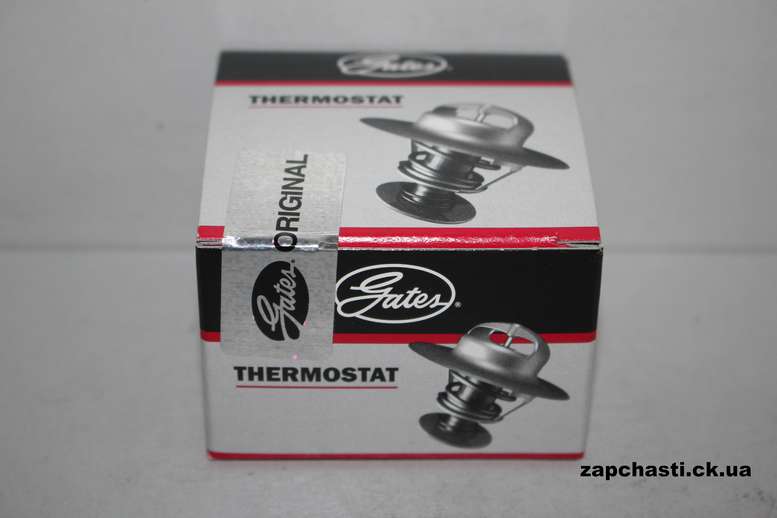 Gates
THERMOSTAT
Gates. ORIGINAL
Gates®
THERMOSTAT
zapchasti.ck.ua